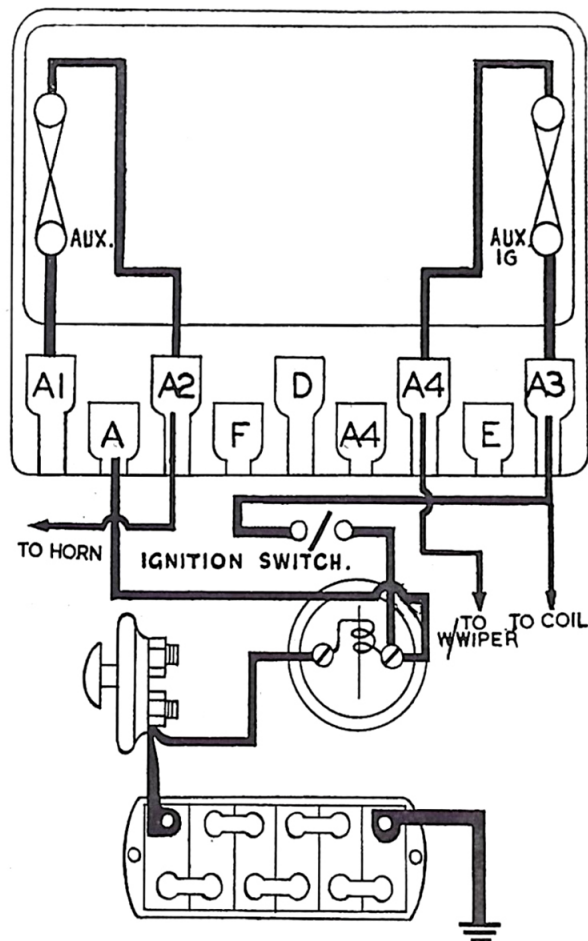 AUX.
AUX.
IG
A1 A2 D A4 A3
A F A4 E
TO HORN
IGNITION SWITCH.
TO
W/WIPER
TO COIL